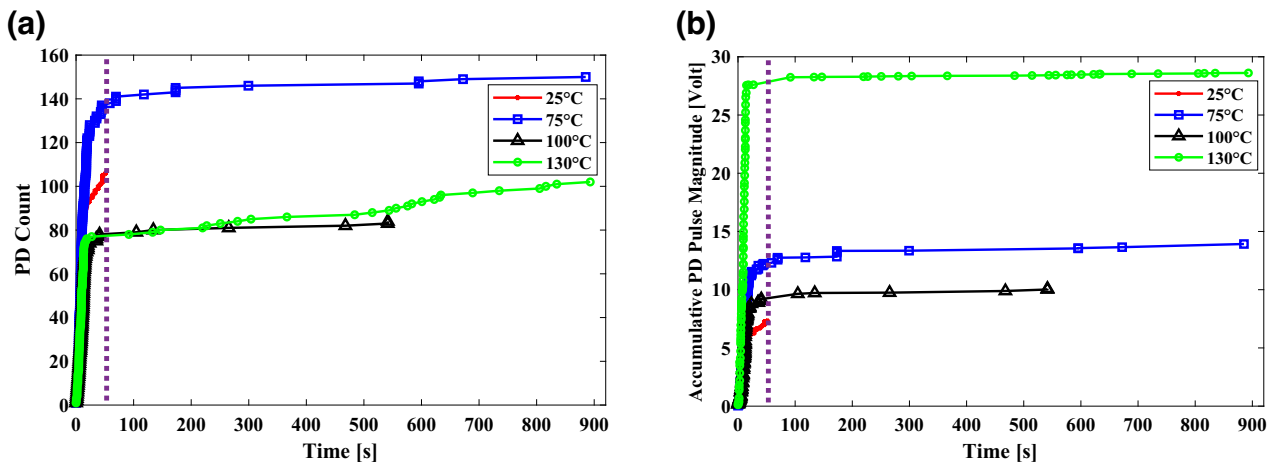 (a)
PD Count
160
140
120
100
80
60
40
20
0
0 100 200 300 400 500 600 700 800 900
Time [s]
25°C
75°C
100°C
130°C
(b)
Accumulative PD Pulse Magnitude [Volt]
30
25
20
15
10
5
0
0 100 200 300 400 500 600 700 800 900
Time [s]
25°C
75°C
100°C
130°C